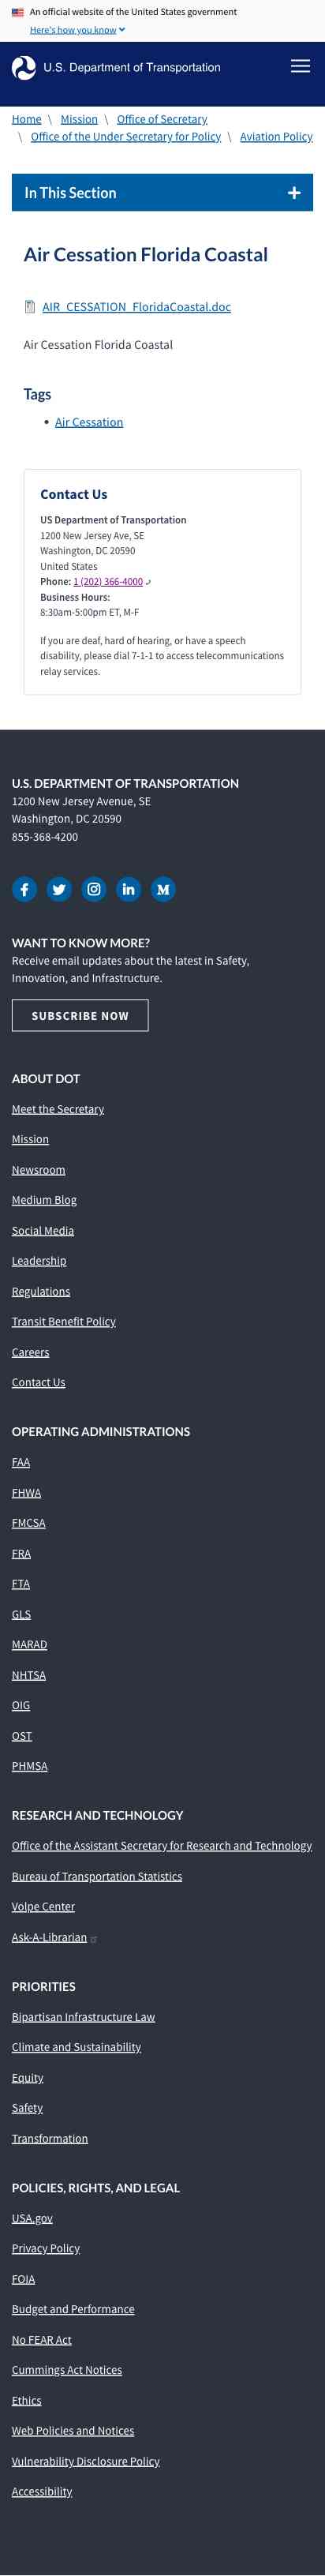 An official website of the United States government
Here's how you know
U.S. Department of Transportation
Home \ Mission \ Office of Secretary
\ Office of the Under Secretary for Policy \ Aviation Policy
In This Section
Air Cessation Florida Coastal
AIR_CESSATION_FloridaCoastal.doc
Air Cessation Florida Coastal
Tags
• Air Cessation
Contact Us
US Department of Transportation
1200 New Jersey Ave, SE
Washington, DC 20590
United States
Phone: 1 (202) 366-4000
Business Hours:
8:30am-5:00pm ET, M-F
If you are deaf, hard of hearing, or have a speech
disability, please dial 7-1-1 to access telecommunications
relay services.
U.S. DEPARTMENT OF TRANSPORTATION
1200 New Jersey Avenue, SE
Washington, DC 20590
855-368-4200
WANT TO KNOW MORE?
Receive email updates about the latest in Safety,
Innovation, and Infrastructure.
SUBSCRIBE NOW
ABOUT DOT
Meet the Secretary
Mission
Newsroom
Medium Blog
Social Media
Leadership
Regulations
Transit Benefit Policy
Careers
Contact Us
OPERATING ADMINISTRATIONS
FAA
FHWA
FMCSA
FRA
FTA
GLS
MARAD
NHTSA
OIG
OST
PHMSA
RESEARCH AND TECHNOLOGY
Office of the Assistant Secretary for Research and Technology
Bureau of Transportation Statistics
Volpe Center
Ask-A-Librarian
PRIORITIES
Bipartisan Infrastructure Law
Climate and Sustainability
Equity
Safety
Transformation
POLICIES, RIGHTS, AND LEGAL
USA.gov
Privacy Policy
FOIA
Budget and Performance
No FEAR Act
Cummings Act Notices
Ethics
Web Policies and Notices
Vulnerability Disclosure Policy
Accessibility